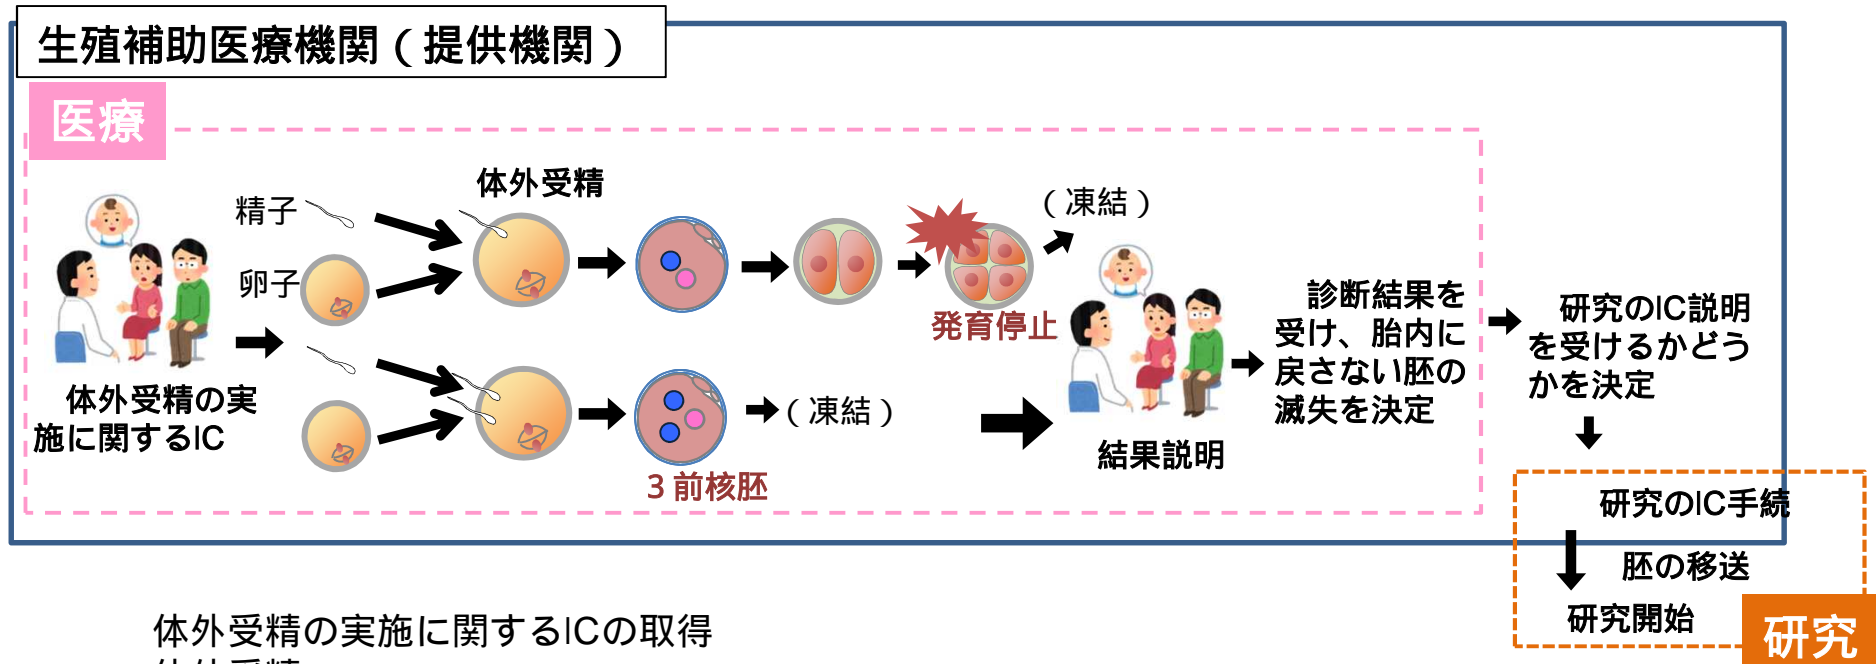 生殖補助医療機関（提供機関）
医療
体外受精
精子
卵子
（凍結）
発育停止
体外受精の実
施に関するIC
（凍結）
３前核胚
結果説明
診断結果を
受け、胎内に
戻さない胚の
滅失を決定
研究のIC説明
を受けるかどう
かを決定
研究のIC手続
胚の移送
研究開始
研究
体外受精の実施に関するICの取得
体外受精